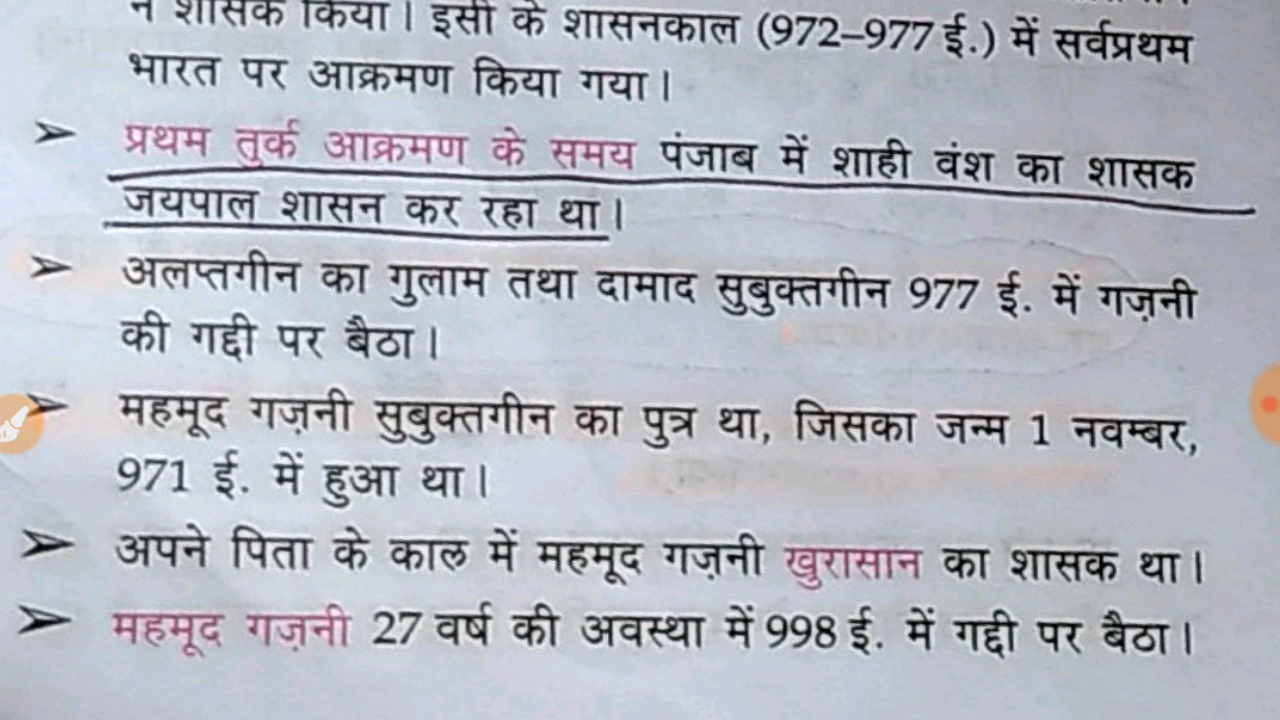 न शासक किया। इसी के शासनकाल (972–977 ई.) में सर्वप्रथम
भारत पर आक्रमण किया गया।
➢ प्रथम तुर्क आक्रमण के समय पंजाब में शाही वंश का शासक
जयपाल शासन कर रहा था।
➢ अलप्तगीन का गुलाम तथा दामाद सुबुक्तगीन 977 ई. में गज़नी
की गद्दी पर बैठा।
➢ महमूद गज़नी सुबुक्तगीन का पुत्र था, जिसका जन्म 1 नवम्बर,
971 ई. में हुआ था।
➢ अपने पिता के काल में महमूद गज़नी खुरासान का शासक था।
➢ महमूद गज़नी 27 वर्ष की अवस्था में 998 ई. में गद्दी पर बैठा।